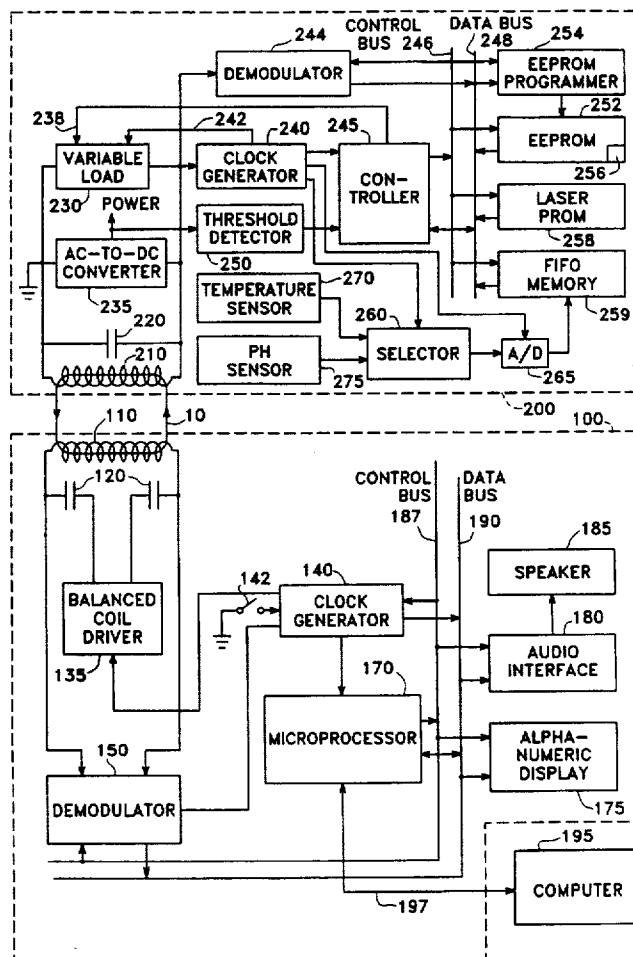 CONTROL
BUS
246
DATA BUS
248
244
DEMODULATOR
254
EEPROM
PROGRAMMER
238
242
240
245
252
VARIABLE
LOAD
230
CLOCK
GENERATOR
CON-
TROLLER
EEPROM
256
POWER
THRESHOLD
DETECTOR
250
LASER
PROM
258
AC-TO-DC
CONVERTER
235
270
TEMPERATURE
SENSOR
260
FIFO
MEMORY
259
220
210
PH
SENSOR
275
SELECTOR
A/D
265
110
10
200
100
120
CONTROL
BUS
187
DATA
BUS
190
185
SPEAKER
142
140
CLOCK
GENERATOR
180
BALANCED
COIL
DRIVER
135
AUDIO
INTERFACE
170
MICROPROCESSOR
150
DEMODULATOR
ALPHA-
NUMERIC
DISPLAY
175
195
COMPUTER
197